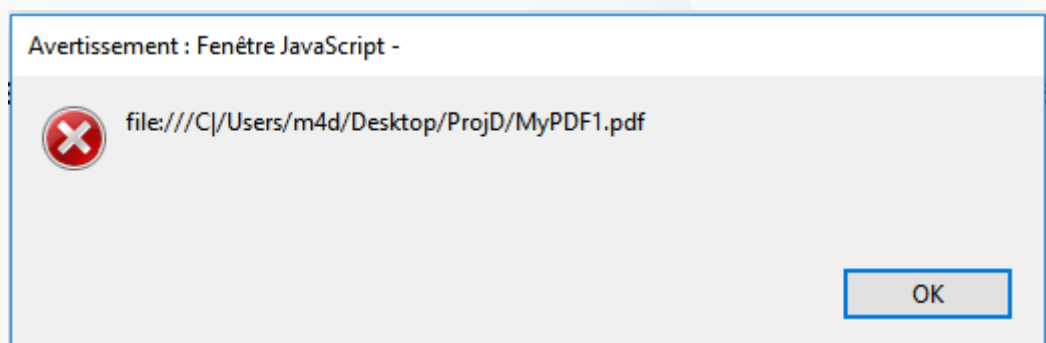 Avertissement : Fenêtre JavaScript -
file:///C|/Users/m4d/Desktop/ProjD/MyPDF1.pdf
OK